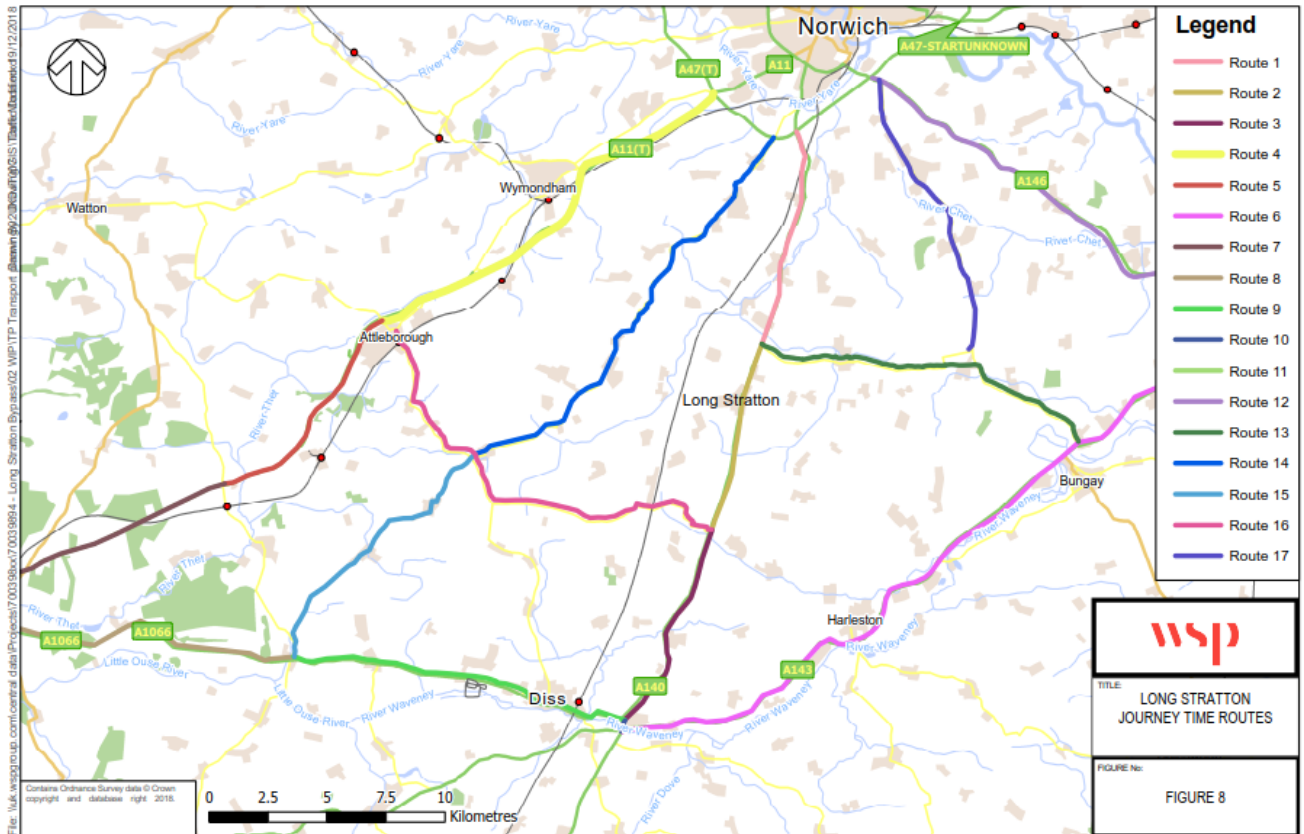 Norwich
A47-STARTUNKNOWN
A47(T)
A11
River Yare
River Yare
River-Yare
River Yare
River-Yare
A11(T)
Wymondham
Watton
A146
River-Chet
River-Chet
Attleborough
River-Thet
Long Stratton
Bungay
River-Waveney
River Thet
River Thet
A1066
A1066
Little Ouse River
Little Ouse-River
River Waveney
Diss
A140
River-Waveney
Harleston
River-Waveney
A143
River Waveney
River Dove
Legend
Route 1
Route 2
Route 3
Route 4
Route 5
Route 6
Route 7
Route 8
Route 9
Route 10
Route 11
Route 12
Route 13
Route 14
Route 15
Route 16
Route 17
wsp
TITLE:
LONG STRATTON
JOURNEY TIME ROUTES
FIGURE No:
FIGURE 8
Contains Ordnance Survey data © Crown
copyright and database right 2018.
0 2.5 5 7.5 10
Kilometres